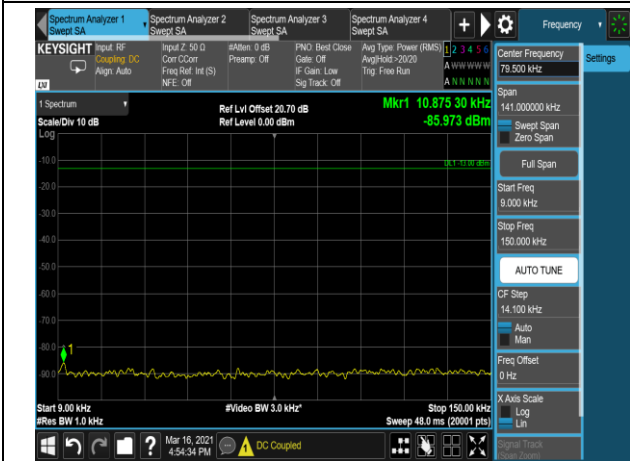 Spectrum Analyzer 1
Swept SA
Spectrum Analyzer 2
Swept SA
Spectrum Analyzer 3
Swept SA
Spectrum Analyzer 4
Swept SA
+
Frequency
KEYSIGHT
Input: RF
Coupling: DC
Align: Auto
Input Z: 50 Ω
Corr CCorr
Freq Ref: Int (S)
NFE: Off
#Atten: 0 dB
Preamp: Off
PNO: Best Close
Gate: Off
IF Gain: Low
Sig Track: Off
Avg Type: Power (RMS)
Avg|Hold:>20/20
Trig: Free Run
1 2 3 4 5 6
A W W W W W
A N N N N N
LXI
1 Spectrum
Scale/Div 10 dB
Log
Ref Lvl Offset 20.70 dB
Ref Level 0.00 dBm
Mkr1 10.875 30 kHz
-85.973 dBm
DL1 -13.00 dBm
-10.0
-20.0
-30.0
-40.0
-50.0
-60.0
-70.0
-80.0
-90.0
1
Start 9.00 kHz
#Res BW 1.0 kHz
#Video BW 3.0 kHz*
Stop 150.00 kHz
Sweep 48.0 ms (20001 pts)
Center Frequency
79.500 kHz
Settings
Span
141.000000 kHz
Swept Span
Zero Span
Full Span
Start Freq
9.000 kHz
Stop Freq
150.000 kHz
AUTO TUNE
CF Step
14.100 kHz
Auto
Man
Freq Offset
0 Hz
X Axis Scale
Log
Lin
Signal Track
(Span Zoom)
?
Mar 16, 2021
4:54:34 PM
DC Coupled